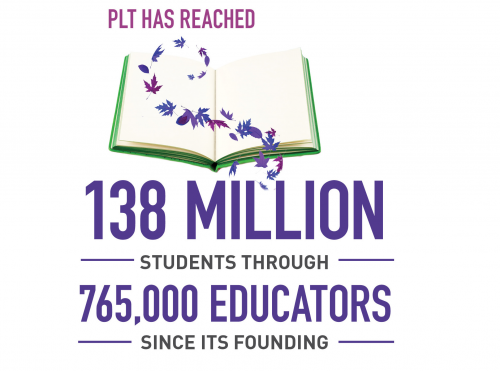 PLT HAS REACHED
138 MILLION
STUDENTS THROUGH
765,000 EDUCATORS
SINCE ITS FOUNDING